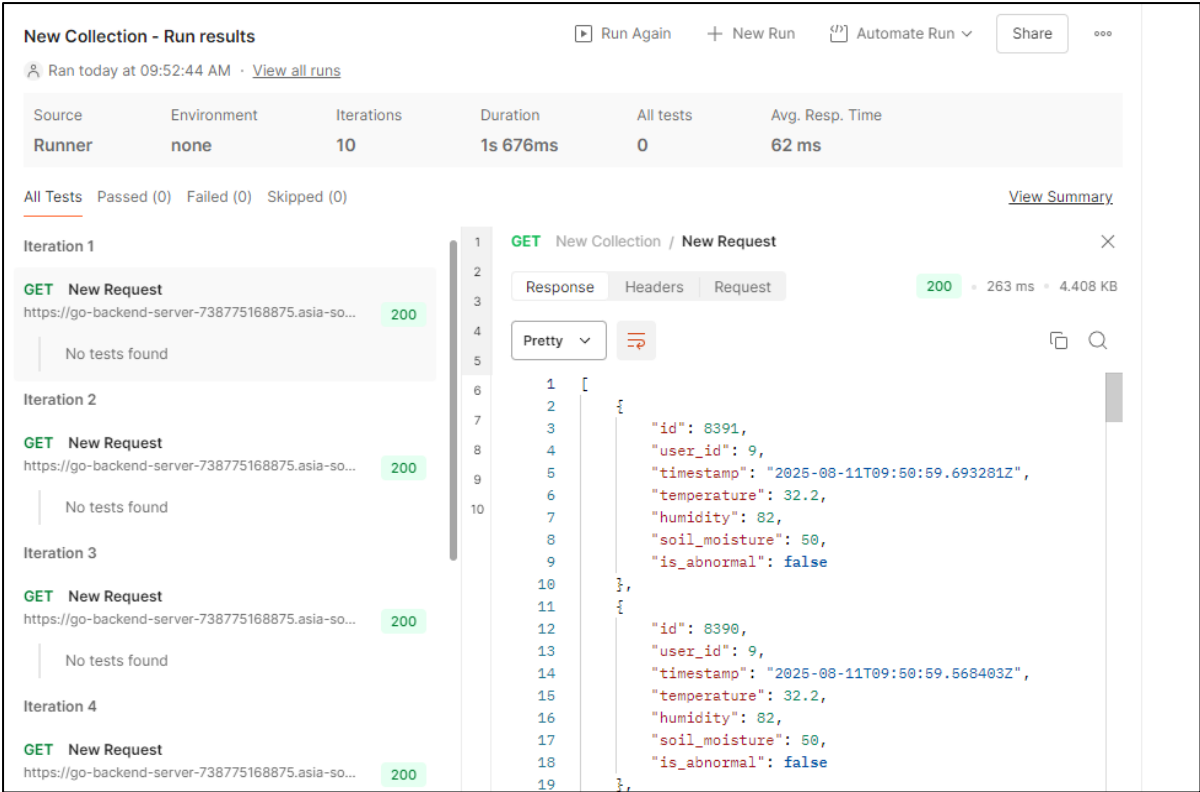 New Collection - Run results
Run Again
New Run
Automate Run
Share
Ran today at 09:52:44 AM · View all runs
Source Environment Iterations Duration All tests Avg. Resp. Time
Runner none 10 1s 676ms 0 62 ms
All Tests Passed (0) Failed (0) Skipped (0)
View Summary
Iteration 1
GET New Request
https://go-backend-server-738775168875.asia-so...
200
No tests found
Iteration 2
GET New Request
https://go-backend-server-738775168875.asia-so...
200
No tests found
Iteration 3
GET New Request
https://go-backend-server-738775168875.asia-so...
200
No tests found
Iteration 4
GET New Request
https://go-backend-server-738775168875.asia-so...
200
1
2
3
4
5
6
7
8
9
10
GET New Collection / New Request
Response Headers Request
200 • 263 ms • 4.408 KB
Pretty
1 [
2 {
3 "id": 8391,
4 "user_id": 9,
5 "timestamp": "2025-08-11T09:50:59.693281Z",
6 "temperature": 32.2,
7 "humidity": 82,
8 "soil_moisture": 50,
9 "is_abnormal": false
10 },
11 {
12 "id": 8390,
13 "user_id": 9,
14 "timestamp": "2025-08-11T09:50:59.568403Z",
15 "temperature": 32.2,
16 "humidity": 82,
17 "soil_moisture": 50,
18 "is_abnormal": false
19 },